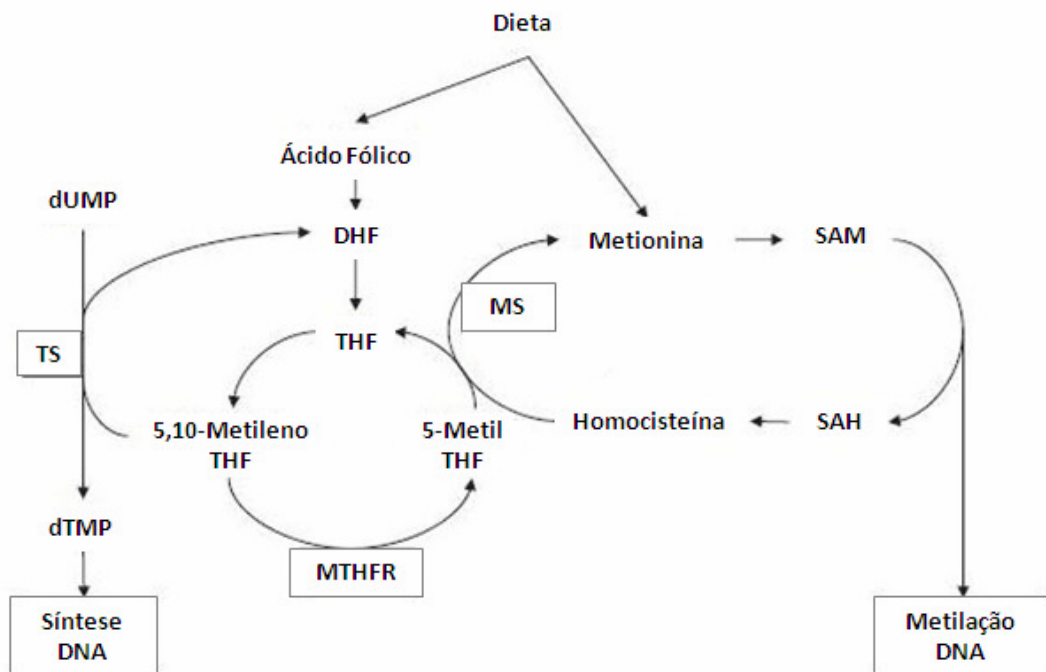 Dieta
Ácido Fólico
dUMP
DHF
Metionina
SAM
MS
TS
THF
5,10-Metileno
THF
5-Metil
THF
Homocisteína
SAH
dTMP
MTHFR
Síntese
DNA
Metilação
DNA